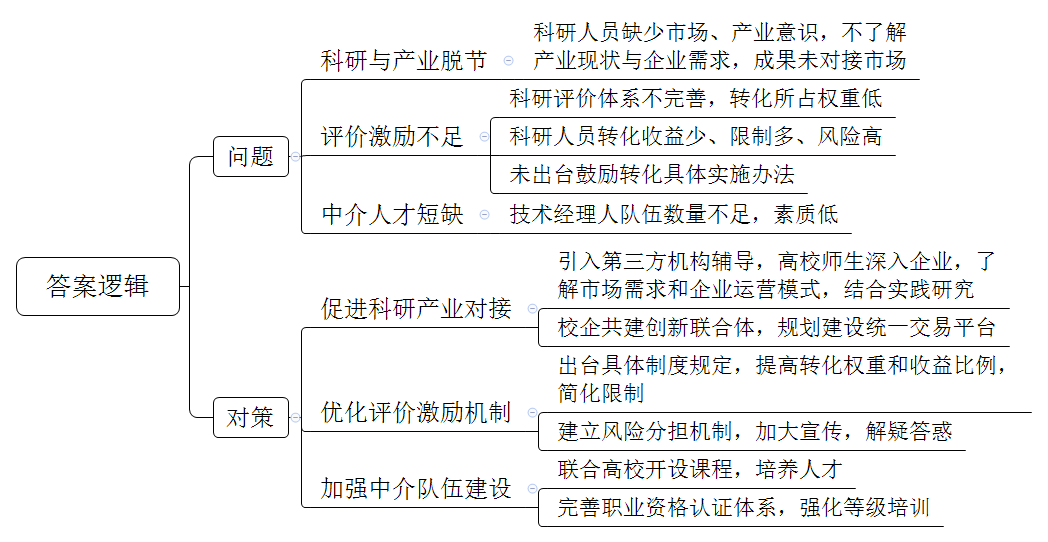 答案逻辑
问题
科研与产业脱节
科研人员缺少市场、产业意识，不了解
产业现状与企业需求，成果未对接市场
评价激励不足
科研评价体系不完善，转化所占权重低
科研人员转化收益少、限制多、风险高
未出台鼓励转化具体实施办法
中介人才短缺
技术经理人队伍数量不足，素质低
对策
促进科研产业对接
引入第三方机构辅导，高校师生深入企业，了
解市场需求和企业运营模式，结合实践研究
校企共建创新联合体，规划建设统一交易平台
优化评价激励机制
出台具体制度规定，提高转化权重和收益比例，
简化限制
建立风险分担机制，加大宣传，解疑答惑
加强中介队伍建设
联合高校开设课程，培养人才
完善职业资格认证体系，强化等级培训